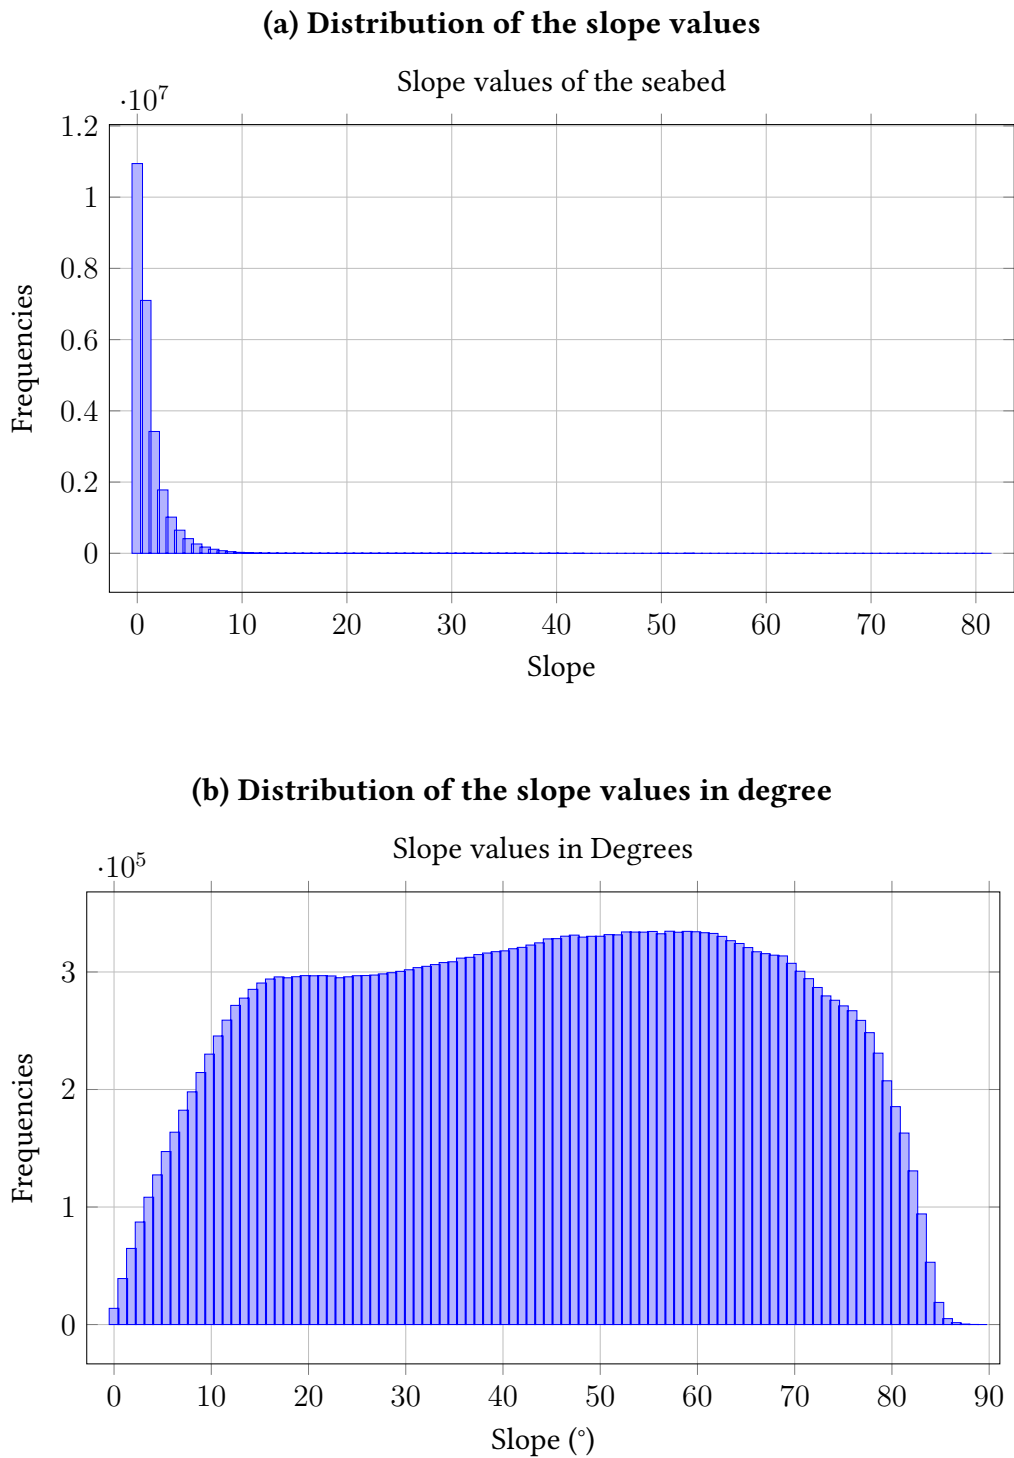 (a) Distribution of the slope values
Slope values of the seabed
·10^7
1.2
1
0.8
0.6
0.4
0.2
0
Frequencies
0 10 20 30 40 50 60 70 80
Slope
(b) Distribution of the slope values in degree
Slope values in Degrees
·10^5
3
2
1
0
Frequencies
0 10 20 30 40 50 60 70 80 90
Slope (°)